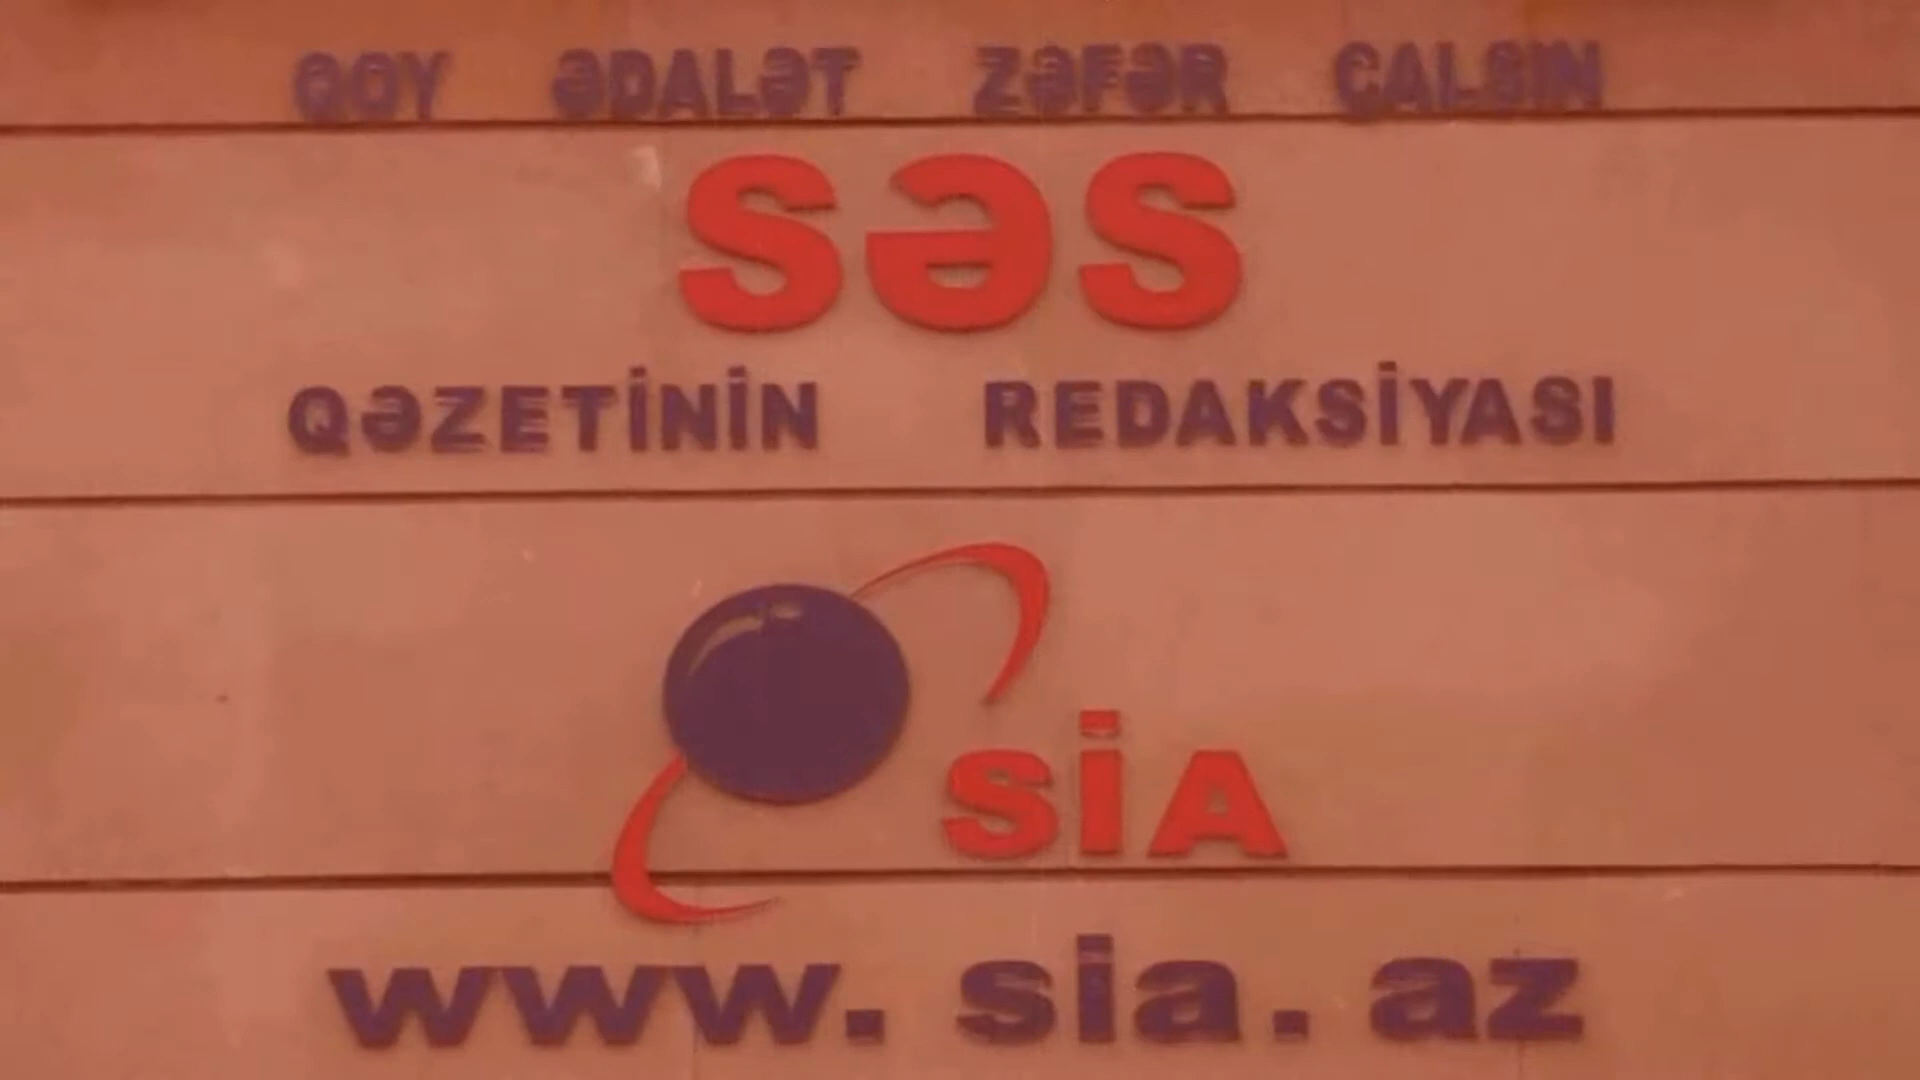 QOY ƏDALƏT ZƏFƏR ÇALSIN
SƏS
QƏZETİNİN REDAKSİYASI
SİA
www.sia.az